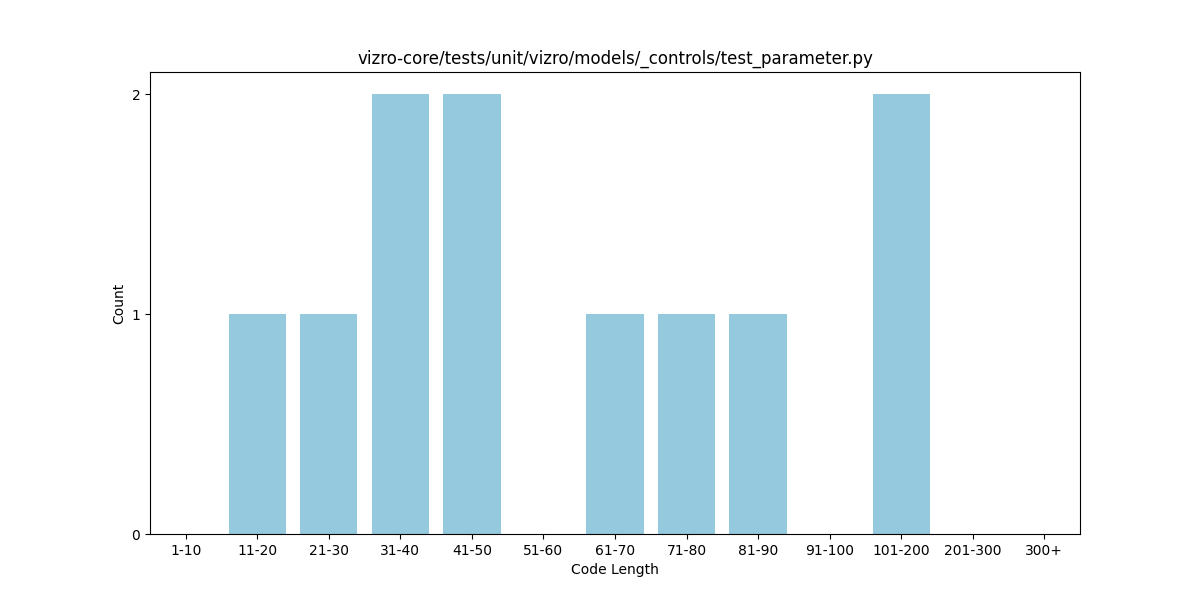 vizro-core/tests/unit/vizro/models/_controls/test_parameter.py
2
1
0
Count
1-10 11-20 21-30 31-40 41-50 51-60 61-70 71-80 81-90 91-100 101-200 201-300 300+
Code Length